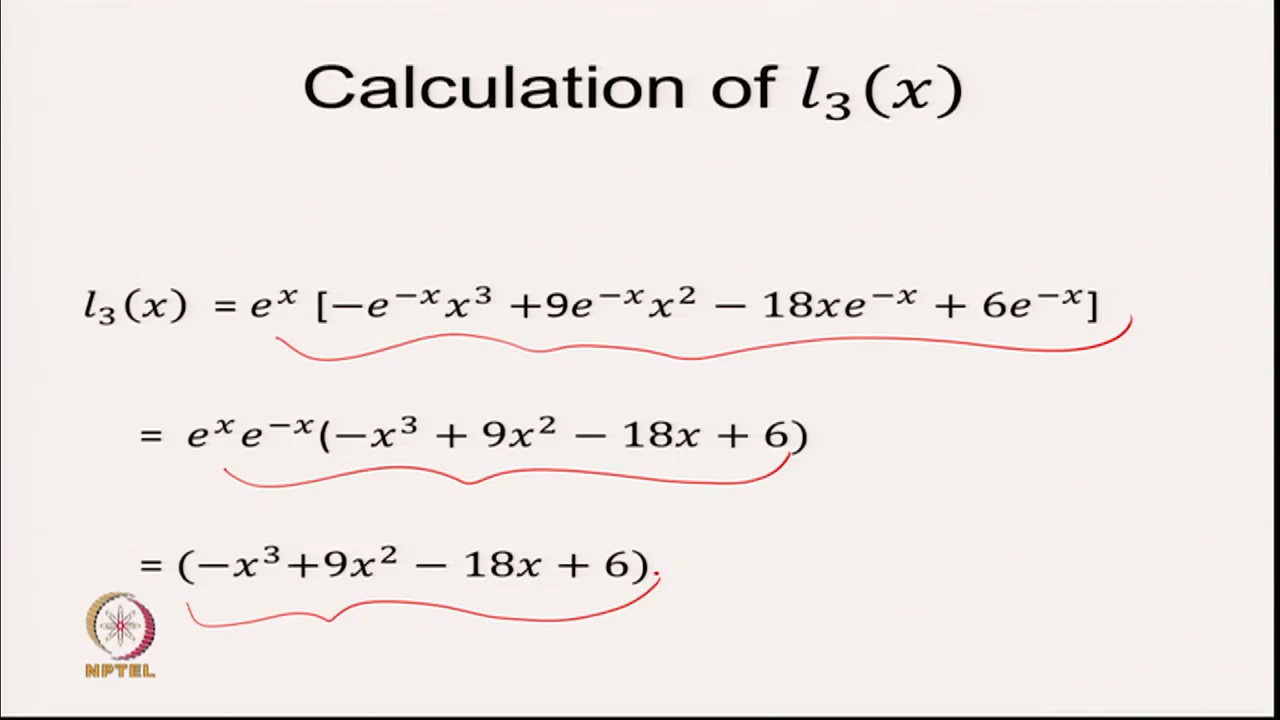 Calculation of l₃(x)
l₃(x) = eˣ [−e⁻ˣx³ +9e⁻ˣx² − 18xe⁻ˣ + 6e⁻ˣ]
= eˣe⁻ˣ(−x³ + 9x² − 18x + 6)
= (−x³+9x² − 18x + 6).
NPTEL